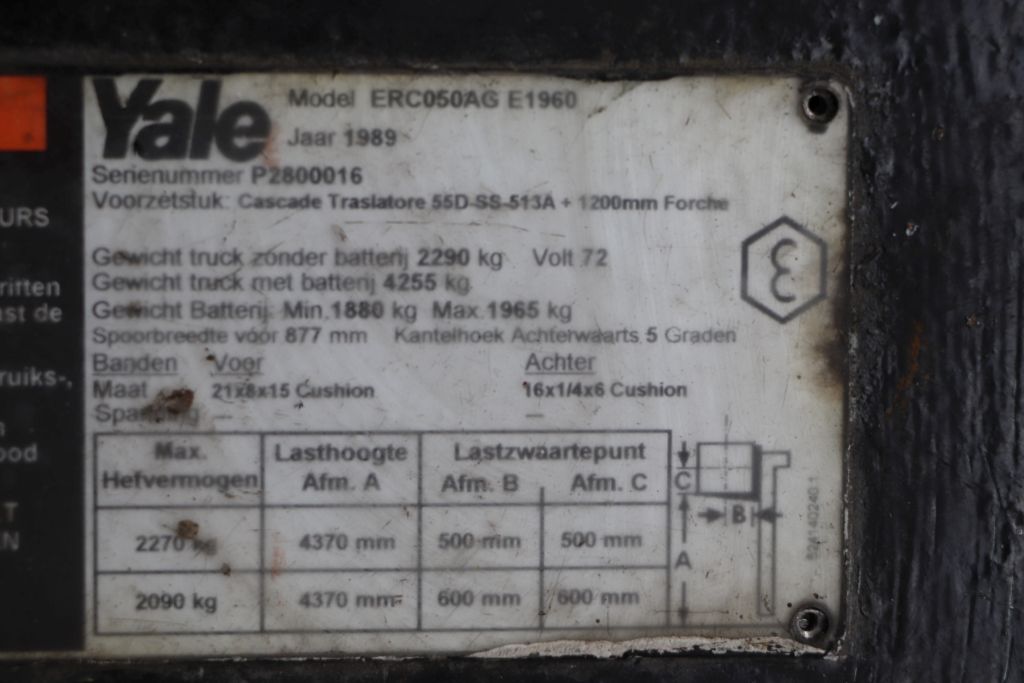 Yale
Model ERC050AG E1960
Jaar 1989
Serienummer P2800016
Voorzetstuk: Cascade Traslatore 55D-SS-513A + 1200mm Forche
Gewicht truck zonder batterij 2290 kg Volt 72
Gewicht truck met batterij 4255 kg
Gewicht Batterij Min 1880 kg Max 1965 kg
Spoorbreedte vóór 877 mm Kantelhoek Achterwaarts 5 Graden
Banden Voor Achter
Maat 21x8x15 Cushion 16x1/4x6 Cushion
Max. Hefvermogen
Lasthoogte Afm. A
Lastzwaartepunt
Afm. B Afm. C
2270 kg 4370 mm 500 mm 500 mm
2090 kg 4370 mm 600 mm 600 mm
C
B
A
URS
riften
ast de
ruiks-,
ood
T
N